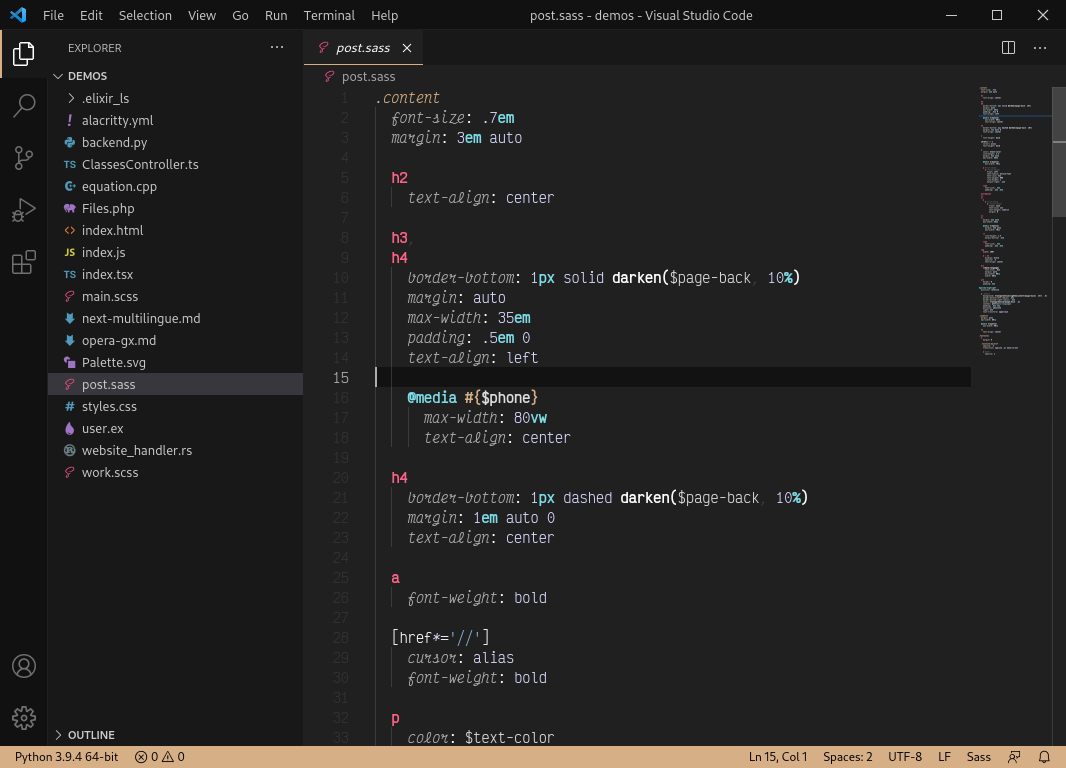 File Edit Selection View Go Run Terminal Help
post.sass - demos - Visual Studio Code
EXPLORER
DEMOS
.elixir_ls
! alacritty.yml
backend.py
TS ClassesController.ts
equation.cpp
Files.php
<> index.html
JS index.js
TS index.tsx
main.scss
next-multilingue.md
opera-gx.md
Palette.svg
post.sass
# styles.css
user.ex
website_handler.rs
work.scss
OUTLINE
post.sass
post.sass
1 .content
2 font-size: .7em
3 margin: 3em auto
4
5 h2
6 text-align: center
7
8 h3,
9 h4
10 border-bottom: 1px solid darken($page-back, 10%)
11 margin: auto
12 max-width: 35em
13 padding: .5em 0
14 text-align: left
15
16 @media #{$phone}
17 max-width: 80vw
18 text-align: center
19
20 h4
21 border-bottom: 1px dashed darken($page-back, 10%)
22 margin: 1em auto 0
23 text-align: center
24
25 a
26 font-weight: bold
27
28 [href*='//']
29 cursor: alias
30 font-weight: bold
31
32 p
33 color: $text-color
Python 3.9.4 64-bit 0 0 Ln 15, Col 1 Spaces: 2 UTF-8 LF Sass